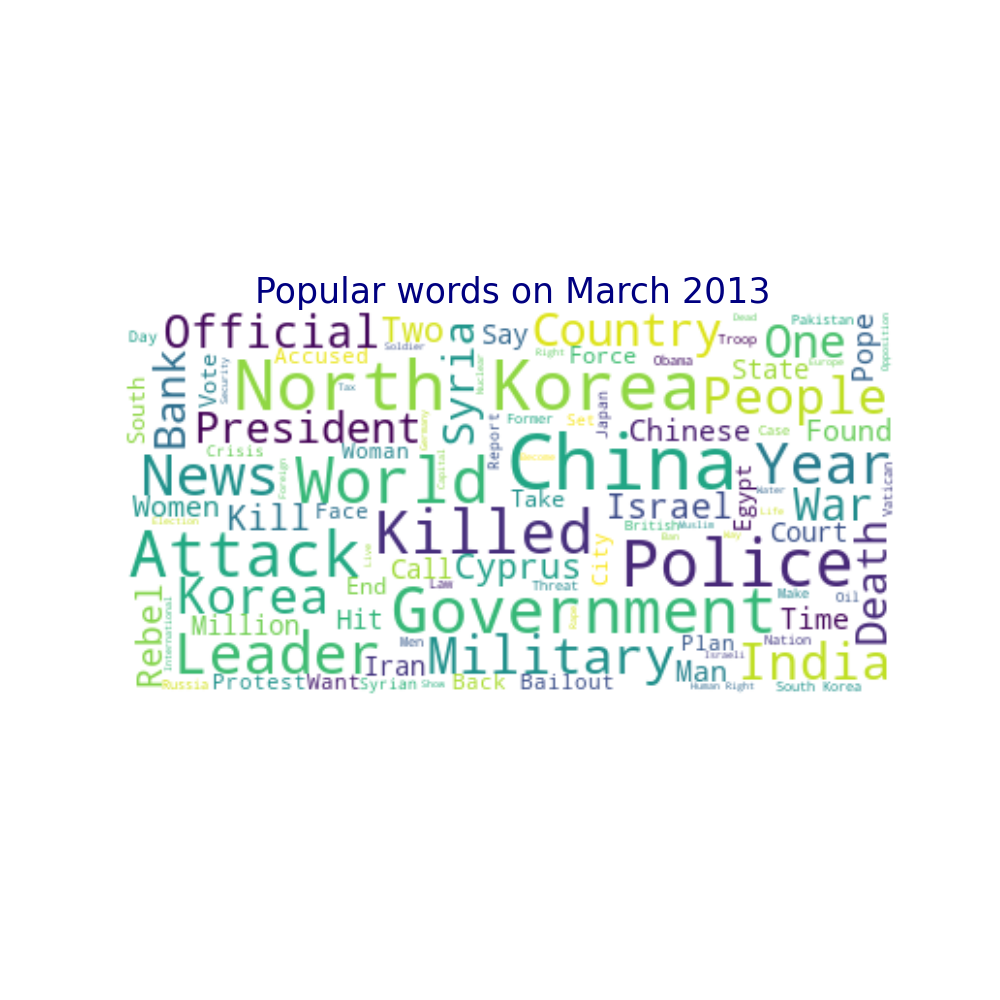 Popular words on March 2013
Day
Official
Two
Soldier
Say
Country
Dead
Troop
One
Pakistan
Pope
Opposition
Bank
Vote
Security
Accused
Tax
Syria
Nuclear
Right
Force
Obama
State
Europe
South
North Korea
People
President
Germany
Report
Former
Set
Japan
Chinese
Case
Found
Crisis
Woman
Capital
China
Become
Year
News
Foreign
World
Take
Israel
Egypt
Water
War
Vatican
Women
Election
Kill
Face
Killed
British
Muslim
Ban
Way
Life
Court
Death
Attack
Live
Call
Cyprus
City
Police
Korea
End
Law
Threat
Make
Oil
Rebel
International
Million
Hit
Government
Papal
Time
Leader
Men
Iran
Military
Plan
Israeli
Nation
Man
India
Russia
Protest
Want
Syrian
Show
Back
Bailout
Human Right
South Korea